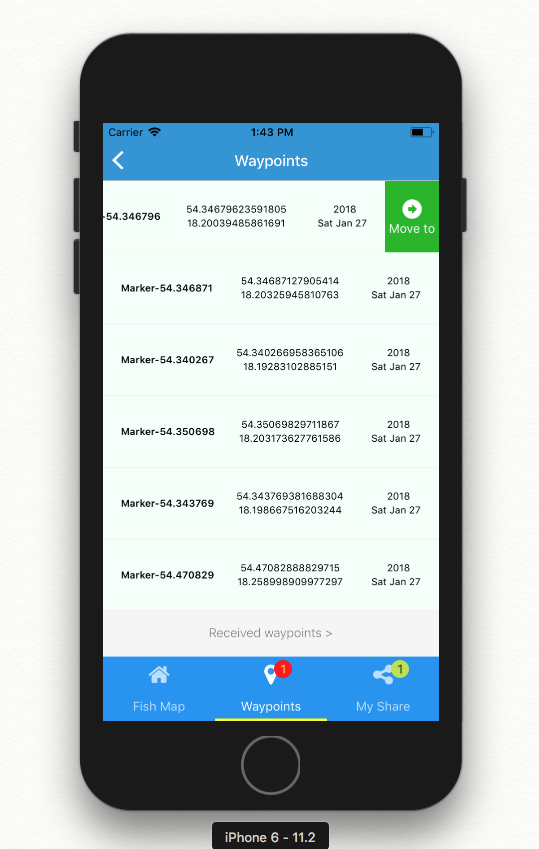 Carrier 1:43 PM
Waypoints
-54.346796 54.34679623591805 2018
18.20039485861691 Sat Jan 27
Move to
Marker-54.346871 54.34687127905414 2018
18.20325945810763 Sat Jan 27
Marker-54.340267 54.340266958365106 2018
18.19283102885151 Sat Jan 27
Marker-54.350698 54.35069829711867 2018
18.203173627761586 Sat Jan 27
Marker-54.343769 54.343769381688304 2018
18.198667516203244 Sat Jan 27
Marker-54.470829 54.47082888829715 2018
18.258998909977297 Sat Jan 27
Received waypoints >
1 1
Fish Map Waypoints My Share
iPhone 6 - 11.2